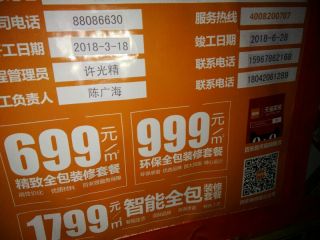 司电话 88086630 服务热线 4008200707
工日期 2018-3-18 竣工日期 2018-6-28
程管理员 许光精 联系电话 15967882168
工负责人 陈广海 联系电话 18042061289
699元/㎡ 999元/㎡
精致全包装修套餐 环保全包装修套餐
1799元/㎡ 智能全包装修套餐